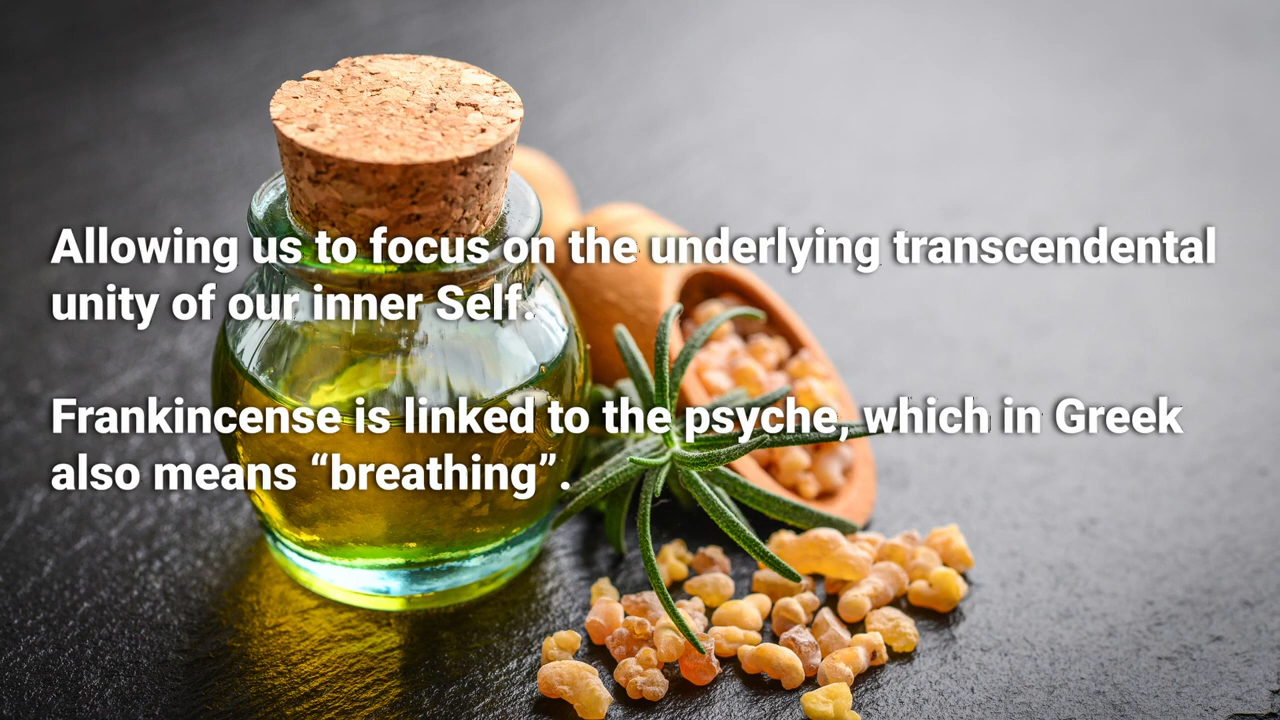 Allowing us to focus on the underlying transcendental
unity of our inner Self.
Frankincense is linked to the psyche, which in Greek
also means “breathing”.